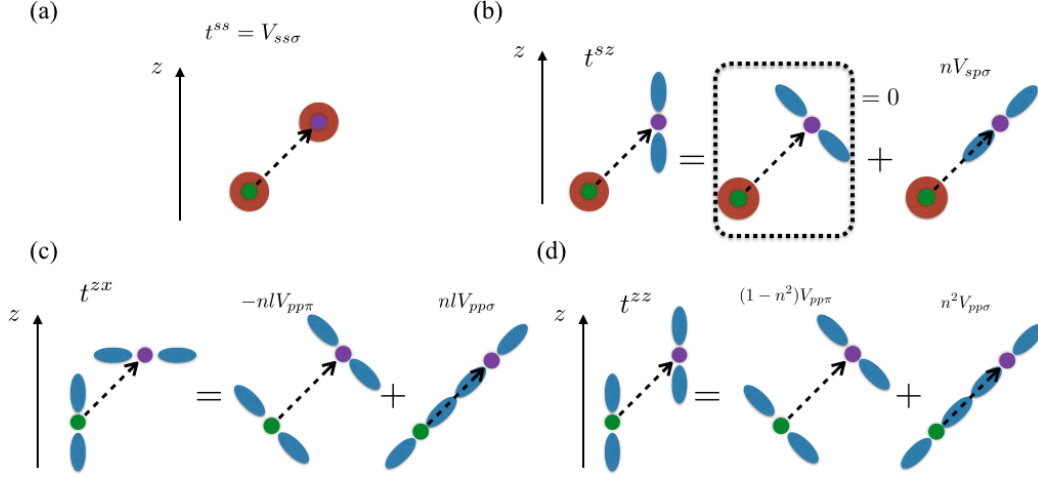 (a)
t^{ss} = V_{ssσ}
z
(b)
z
t^{sz}
=
= 0
+
nV_{spσ}
(c)
z
t^{zx}
=
-nlV_{ppπ}
+
nlV_{ppσ}
(d)
z
t^{zz}
=
(1 - n^2)V_{ppπ}
+
n^2V_{ppσ}